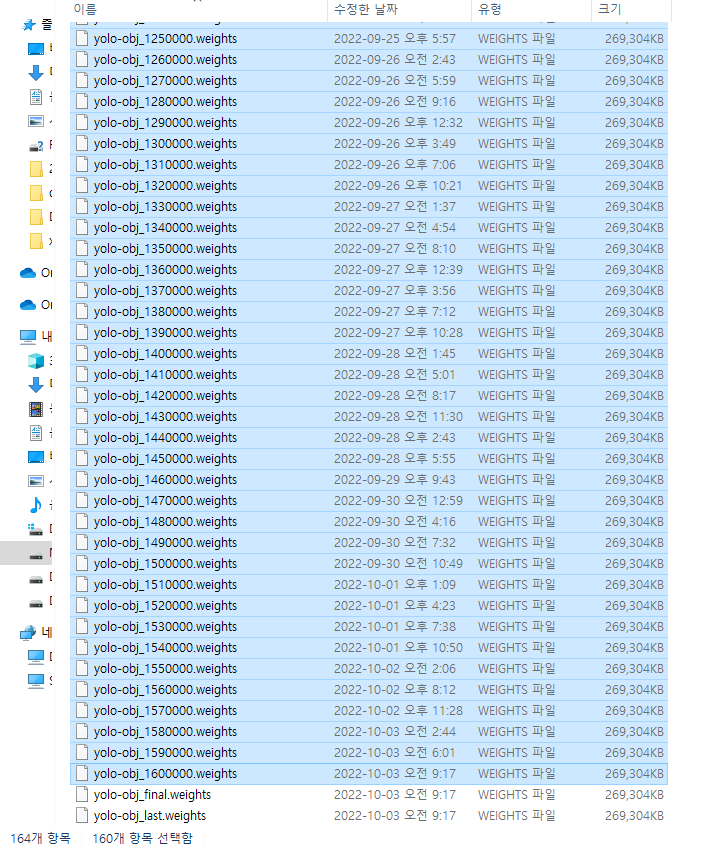 이름 수정한 날짜 유형 크기
yolo-obj_1250000.weights 2022-09-25 오후 5:57 WEIGHTS 파일 269,304KB
yolo-obj_1260000.weights 2022-09-26 오전 2:43 WEIGHTS 파일 269,304KB
yolo-obj_1270000.weights 2022-09-26 오전 5:59 WEIGHTS 파일 269,304KB
yolo-obj_1280000.weights 2022-09-26 오전 9:16 WEIGHTS 파일 269,304KB
yolo-obj_1290000.weights 2022-09-26 오후 12:32 WEIGHTS 파일 269,304KB
yolo-obj_1300000.weights 2022-09-26 오후 3:49 WEIGHTS 파일 269,304KB
yolo-obj_1310000.weights 2022-09-26 오후 7:06 WEIGHTS 파일 269,304KB
yolo-obj_1320000.weights 2022-09-26 오후 10:21 WEIGHTS 파일 269,304KB
yolo-obj_1330000.weights 2022-09-27 오전 1:37 WEIGHTS 파일 269,304KB
yolo-obj_1340000.weights 2022-09-27 오전 4:54 WEIGHTS 파일 269,304KB
yolo-obj_1350000.weights 2022-09-27 오전 8:10 WEIGHTS 파일 269,304KB
yolo-obj_1360000.weights 2022-09-27 오후 12:39 WEIGHTS 파일 269,304KB
yolo-obj_1370000.weights 2022-09-27 오후 3:56 WEIGHTS 파일 269,304KB
yolo-obj_1380000.weights 2022-09-27 오후 7:12 WEIGHTS 파일 269,304KB
yolo-obj_1390000.weights 2022-09-27 오후 10:28 WEIGHTS 파일 269,304KB
yolo-obj_1400000.weights 2022-09-28 오전 1:45 WEIGHTS 파일 269,304KB
yolo-obj_1410000.weights 2022-09-28 오전 5:01 WEIGHTS 파일 269,304KB
yolo-obj_1420000.weights 2022-09-28 오전 8:17 WEIGHTS 파일 269,304KB
yolo-obj_1430000.weights 2022-09-28 오전 11:30 WEIGHTS 파일 269,304KB
yolo-obj_1440000.weights 2022-09-28 오후 2:43 WEIGHTS 파일 269,304KB
yolo-obj_1450000.weights 2022-09-28 오후 5:55 WEIGHTS 파일 269,304KB
yolo-obj_1460000.weights 2022-09-29 오후 9:43 WEIGHTS 파일 269,304KB
yolo-obj_1470000.weights 2022-09-30 오전 12:59 WEIGHTS 파일 269,304KB
yolo-obj_1480000.weights 2022-09-30 오전 4:16 WEIGHTS 파일 269,304KB
yolo-obj_1490000.weights 2022-09-30 오전 7:32 WEIGHTS 파일 269,304KB
yolo-obj_1500000.weights 2022-09-30 오전 10:49 WEIGHTS 파일 269,304KB
yolo-obj_1510000.weights 2022-10-01 오후 1:09 WEIGHTS 파일 269,304KB
yolo-obj_1520000.weights 2022-10-01 오후 4:23 WEIGHTS 파일 269,304KB
yolo-obj_1530000.weights 2022-10-01 오후 7:38 WEIGHTS 파일 269,304KB
yolo-obj_1540000.weights 2022-10-01 오후 10:50 WEIGHTS 파일 269,304KB
yolo-obj_1550000.weights 2022-10-02 오전 2:06 WEIGHTS 파일 269,304KB
yolo-obj_1560000.weights 2022-10-02 오후 8:12 WEIGHTS 파일 269,304KB
yolo-obj_1570000.weights 2022-10-02 오후 11:28 WEIGHTS 파일 269,304KB
yolo-obj_1580000.weights 2022-10-03 오전 2:44 WEIGHTS 파일 269,304KB
yolo-obj_1590000.weights 2022-10-03 오전 6:01 WEIGHTS 파일 269,304KB
yolo-obj_1600000.weights 2022-10-03 오전 9:17 WEIGHTS 파일 269,304KB
yolo-obj_final.weights 2022-10-03 오전 9:17 WEIGHTS 파일 269,304KB
yolo-obj_last.weights 2022-10-03 오전 9:17 WEIGHTS 파일 269,304KB
164개 항목 160개 항목 선택함